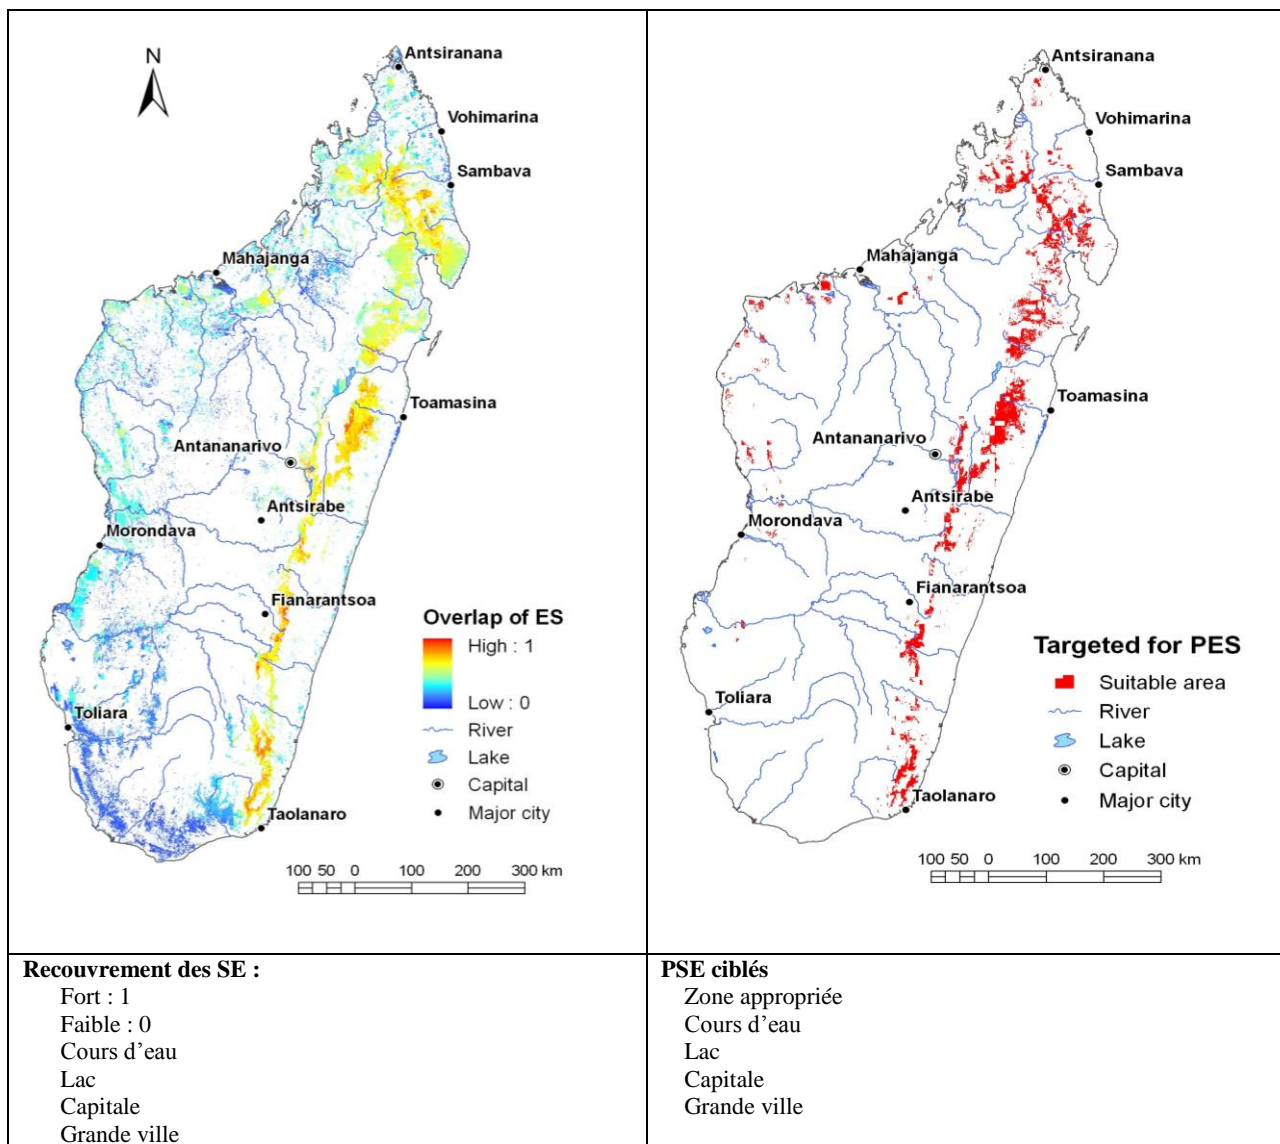 N
Antsiranana
Vohimarina
Sambava
Mahajanga
Toamasina
Antananarivo
Antsirabe
Morondava
Fianarantsoa
Toliara
Taolanaro
Overlap of ES
High : 1
Low : 0
River
Lake
Capital
Major city
100 50 0 100 200 300 km
Antsiranana
Vohimarina
Sambava
Mahajanga
Toamasina
Antananarivo
Antsirabe
Morondava
Fianarantsoa
Toliara
Taolanaro
Targeted for PES
Suitable area
River
Lake
Capital
Major city
100 50 0 100 200 300 km
Recouvrement des SE :
Fort : 1
Faible : 0
Cours d’eau
Lac
Capitale
Grande ville
PSE ciblés
Zone appropriée
Cours d’eau
Lac
Capitale
Grande ville